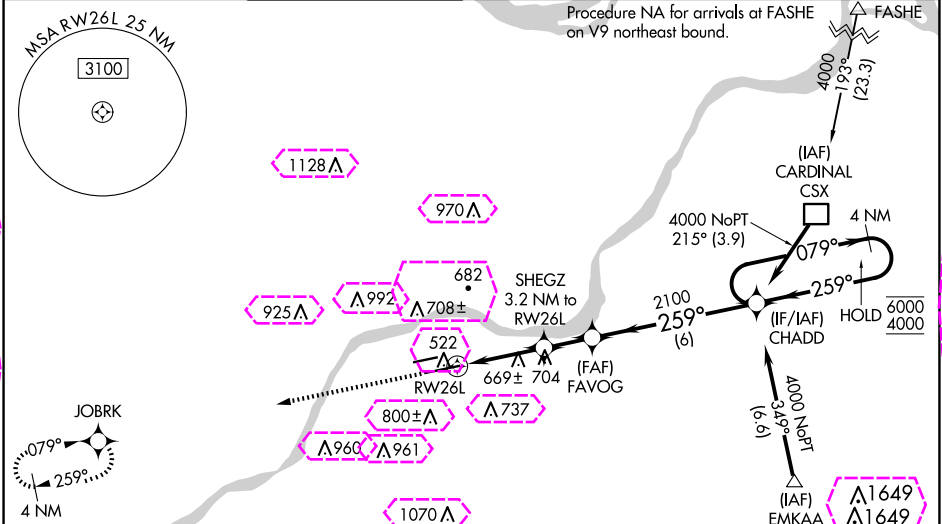 Procedure NA for arrivals at FASHE
on V9 northeast bound.
FASHE
MSA RW26L 25 NM
3100
4000
193°
(23.3)
(IAF)
CARDINAL
CSX
1128
970
4000 NoPT
215° (3.9)
4 NM
079°
682
SHEGZ
3.2 NM to
RW26L
992
708±
925
2100
259°
(6)
259°
HOLD
6000
4000
(IF/IAF)
CHADD
522
RW26L
669±
704
(FAF)
FAVOG
JOBRK
079°
259°
4 NM
800±
737
960
961
4000 NoPT
349°
(6.6)
1070
(IAF)
EMKAA
1649
1649